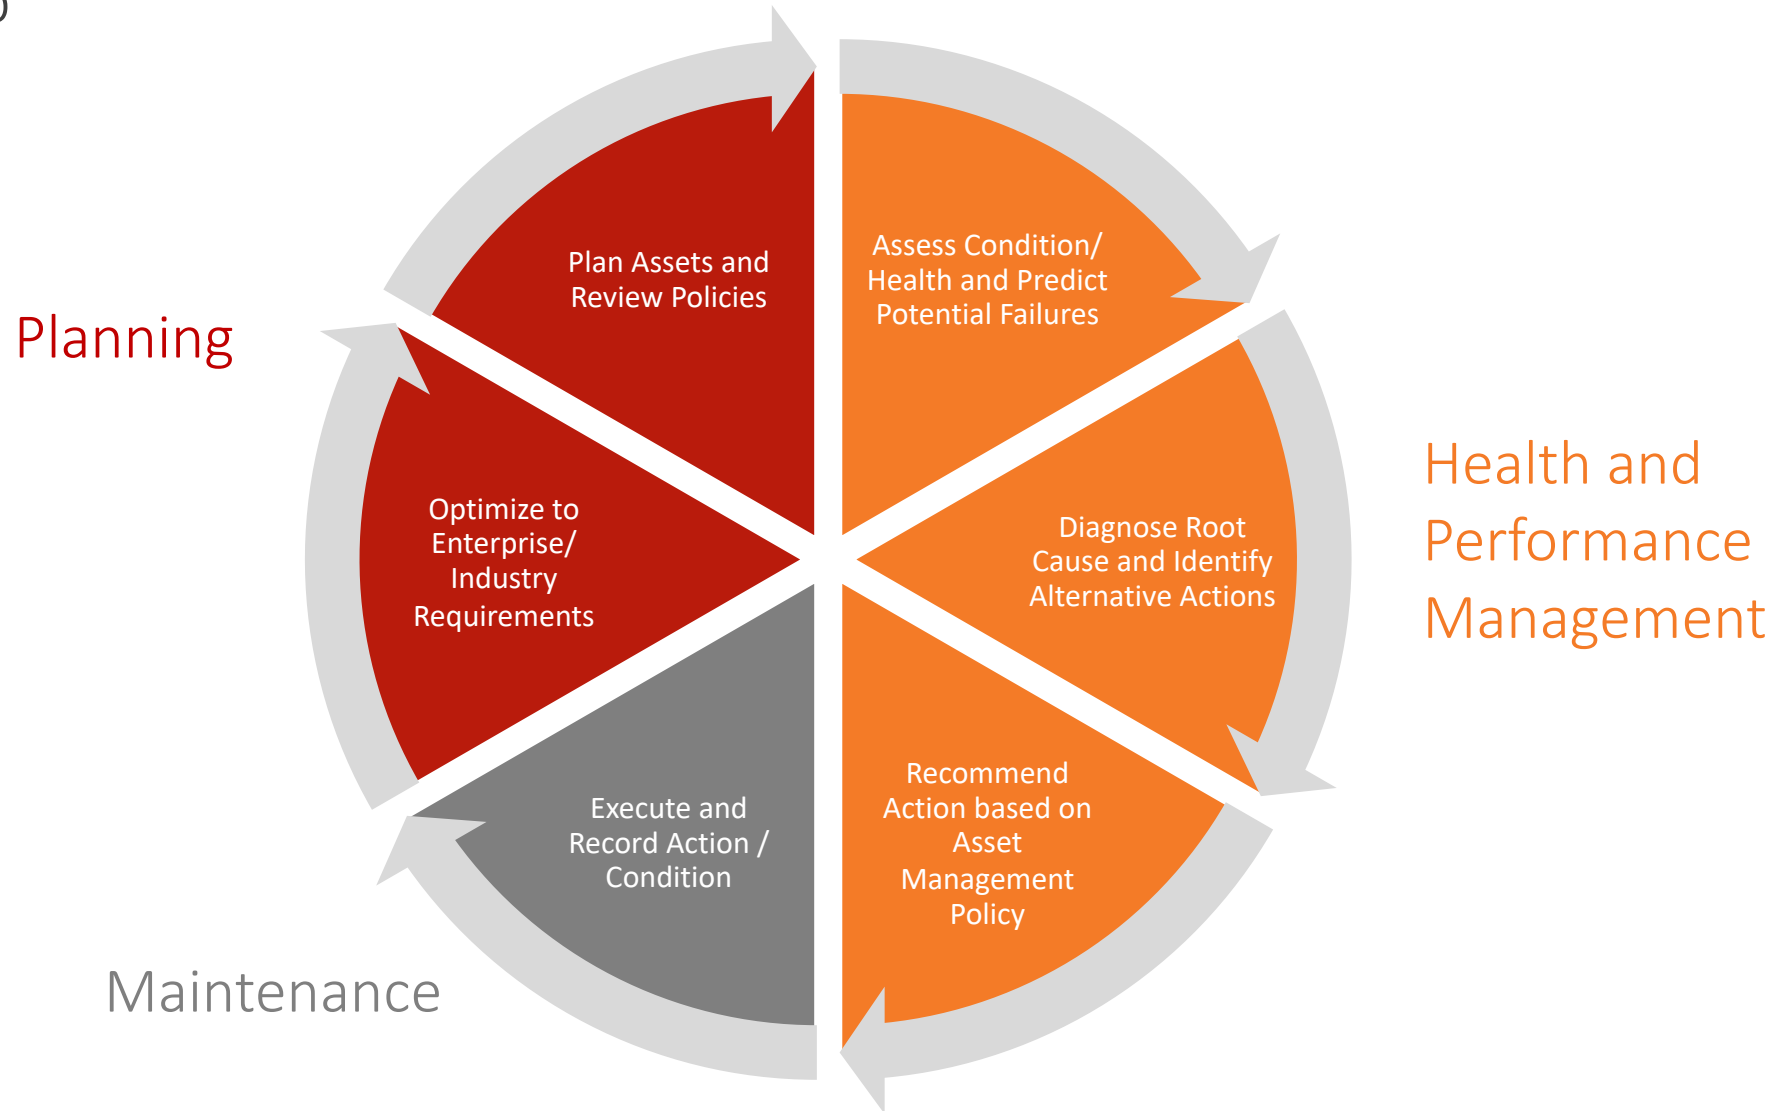 Plan Assets and
Review Policies
Assess Condition/
Health and Predict
Potential Failures
Planning
Health and
Performance
Management
Optimize to
Enterprise/
Industry
Requirements
Diagnose Root
Cause and Identify
Alternative Actions
Execute and
Record Action /
Condition
Recommend
Action based on
Asset
Management
Policy
Maintenance